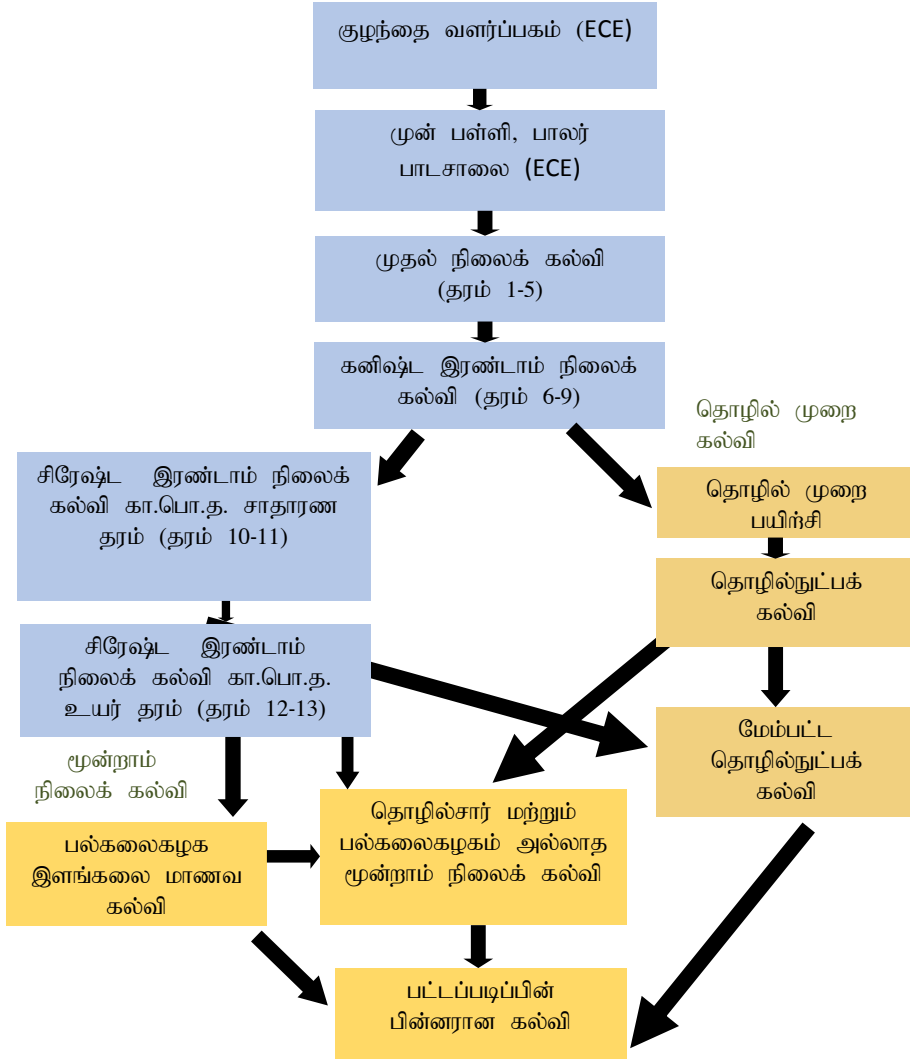 குழந்தை வளர்ப்பகம் (ECE)
முன் பள்ளி, பாலர்
பாடசாலை (ECE)
முதல் நிலைக் கல்வி
(தரம் 1-5)
கனிஷ்ட இரண்டாம் நிலைக்
கல்வி (தரம் 6-9)
தொழில் முறை
கல்வி
சிரேஷ்ட இரண்டாம் நிலைக்
கல்வி கா.பொ.த. சாதாரண
தரம் (தரம் 10-11)
தொழில் முறை
பயிற்சி
தொழில்நுட்பக்
கல்வி
சிரேஷ்ட இரண்டாம்
நிலைக் கல்வி கா.பொ.த.
உயர் தரம் (தரம் 12-13)
மேம்பட்ட
தொழில்நுட்பக்
கல்வி
மூன்றாம்
நிலைக் கல்வி
பல்கலைகழக
இளங்கலை மாணவ
கல்வி
தொழில்சார் மற்றும்
பல்கலைகழகம் அல்லாத
மூன்றாம் நிலைக் கல்வி
பட்டப்படிப்பின்
பின்னரான கல்வி